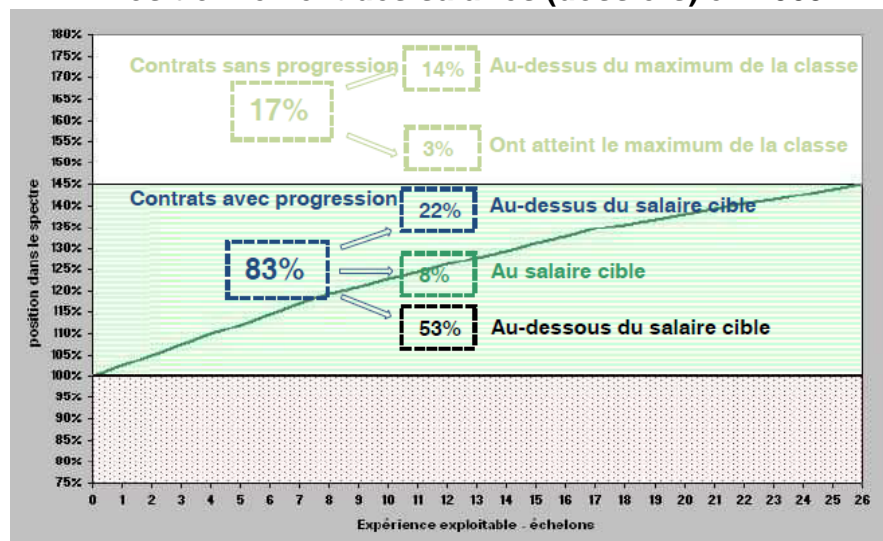 180%
175%
170%
165%
160%
155%
150%
145%
140%
135%
130%
125%
120%
115%
110%
105%
100%
95%
90%
85%
80%
75%
position dans le spectre
Contrats sans progression
17%
14% Au-dessus du maximum de la classe
3% Ont atteint le maximum de la classe
Contrats avec progression
83%
22% Au-dessus du salaire cible
8% Au salaire cible
53% Au-dessous du salaire cible
0 1 2 3 4 5 6 7 8 9 10 11 12 13 14 15 16 17 18 19 20 21 22 23 24 25 26
Expérience exploitable - échelons